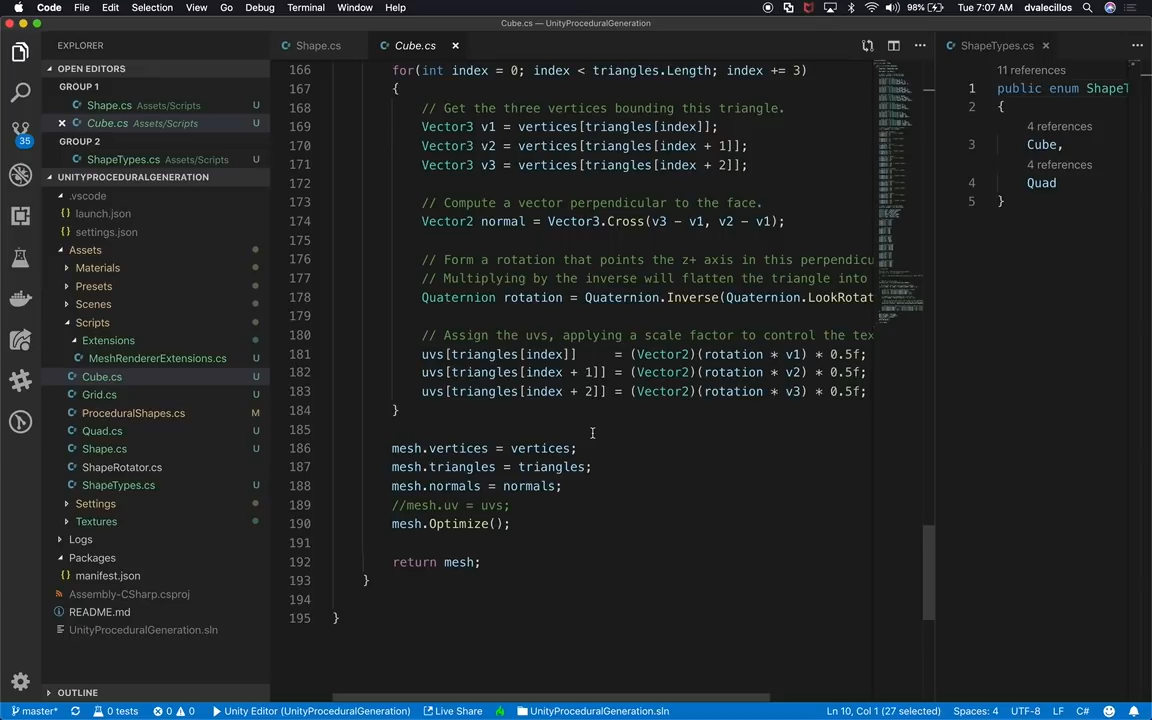 Code File Edit Selection View Go Debug Terminal Window Help 98% Tue 7:07 AM dvalecillos
Cube.cs — UnityProceduralGeneration
EXPLORER
OPEN EDITORS
GROUP 1
Shape.cs Assets/Scripts U
Cube.cs Assets/Scripts U
GROUP 2
ShapeTypes.cs Assets/Scripts U
UNITYPROCEDURALGENERATION
.vscode
launch.json
settings.json
Assets
Materials
Presets
Scenes
Scripts
Extensions
MeshRendererExtensions.cs U
Cube.cs U
Grid.cs U
ProceduralShapes.cs M
Quad.cs U
Shape.cs U
ShapeRotator.cs
ShapeTypes.cs U
Settings
Textures
Logs
Packages
manifest.json
Assembly-CSharp.csproj
README.md
UnityProceduralGeneration.sln
OUTLINE
35
Shape.cs Cube.cs
166 for(int index = 0; index < triangles.Length; index += 3)
167 {
168 // Get the three vertices bounding this triangle.
169 Vector3 v1 = vertices[triangles[index]];
170 Vector3 v2 = vertices[triangles[index + 1]];
171 Vector3 v3 = vertices[triangles[index + 2]];
172
173 // Compute a vector perpendicular to the face.
174 Vector2 normal = Vector3.Cross(v3 - v1, v2 - v1);
175
176 // Form a rotation that points the z+ axis in this perpendicu
177 // Multiplying by the inverse will flatten the triangle into
178 Quaternion rotation = Quaternion.Inverse(Quaternion.LookRotat
179
180 // Assign the uvs, applying a scale factor to control the tex
181 uvs[triangles[index]] = (Vector2)(rotation * v1) * 0.5f;
182 uvs[triangles[index + 1]] = (Vector2)(rotation * v2) * 0.5f;
183 uvs[triangles[index + 2]] = (Vector2)(rotation * v3) * 0.5f;
184 }
185
186 mesh.vertices = vertices;
187 mesh.triangles = triangles;
188 mesh.normals = normals;
189 //mesh.uv = uvs;
190 mesh.Optimize();
191
192 return mesh;
193 }
194
195 }
ShapeTypes.cs
11 references
1 public enum ShapeT
2 {
4 references
3 Cube,
4 references
4 Quad
5 }
master* 0 tests 0 0 Unity Editor (UnityProceduralGeneration) Live Share UnityProceduralGeneration.sln Ln 10, Col 1 (27 selected) Spaces: 4 UTF-8 LF C#